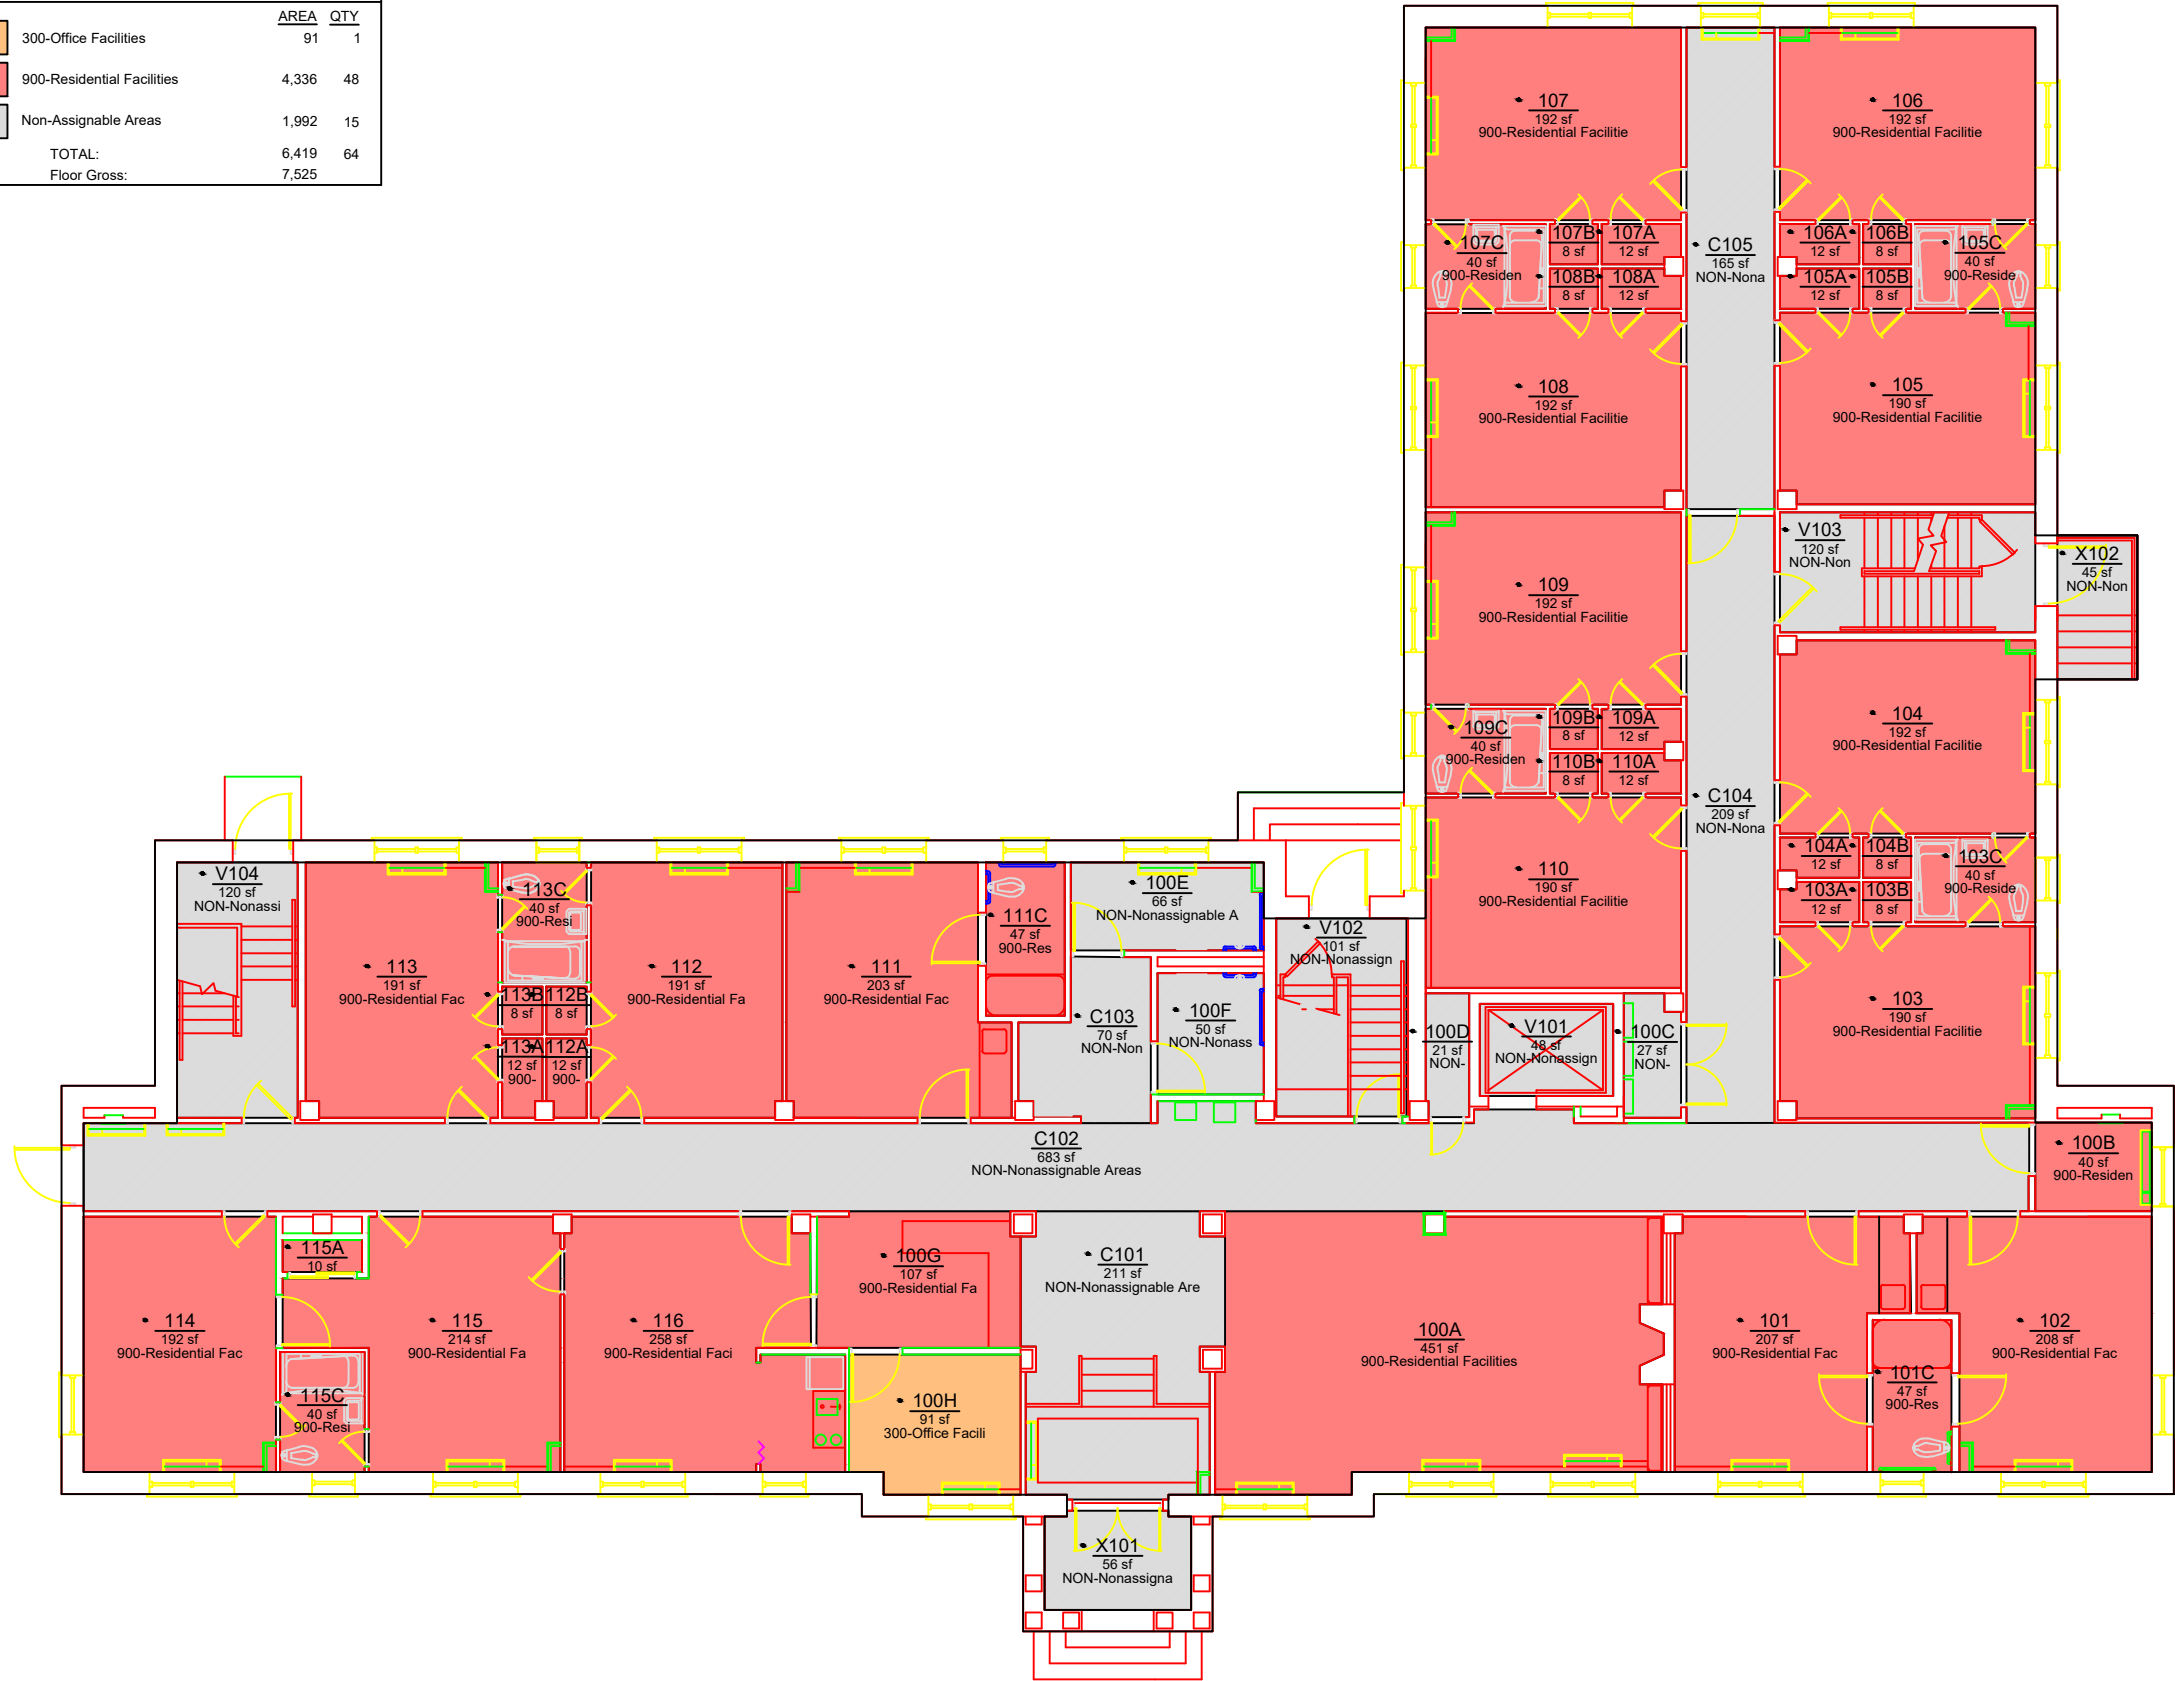 AREA QTY
300-Office Facilities 91 1
900-Residential Facilities 4,336 48
Non-Assignable Areas 1,992 15
TOTAL: 6,419 64
Floor Gross: 7,525
107
192 sf
900-Residential Facilitie
106
192 sf
900-Residential Facilitie
107C
40 sf
900-Residen
107B
8 sf
107A
12 sf
108B
8 sf
108A
12 sf
C105
165 sf
NON-Nona
106A
12 sf
106B
8 sf
105A
12 sf
105B
8 sf
105C
40 sf
900-Reside
108
192 sf
900-Residential Facilitie
105
190 sf
900-Residential Facilitie
V103
120 sf
NON-Non
X102
45 sf
NON-Non
109
192 sf
900-Residential Facilitie
104
192 sf
900-Residential Facilitie
109C
40 sf
900-Residen
109B
8 sf
109A
12 sf
110B
8 sf
110A
12 sf
C104
209 sf
NON-Nona
104A
12 sf
104B
8 sf
103A
12 sf
103B
8 sf
103C
40 sf
900-Reside
110
190 sf
900-Residential Facilitie
103
190 sf
900-Residential Facilitie
V104
120 sf
NON-Nonassi
113
191 sf
900-Residential Fac
113C
40 sf
900-Resi
113B
8 sf
112B
8 sf
113A
12 sf
900-
112A
12 sf
900-
112
191 sf
900-Residential Fa
111
203 sf
900-Residential Fac
111C
47 sf
900-Res
100E
66 sf
NON-Nonassignable A
C103
70 sf
NON-Non
100F
50 sf
NON-Nonass
V102
101 sf
NON-Nonassign
100D
21 sf
NON-
V101
48 sf
NON-Nonassign
100C
27 sf
NON-
C102
683 sf
NON-Nonassignable Areas
100B
40 sf
900-Residen
114
192 sf
900-Residential Fac
115A
10 sf
115
214 sf
900-Residential Fa
115C
40 sf
900-Resi
116
258 sf
900-Residential Faci
100G
107 sf
900-Residential Fa
100H
91 sf
300-Office Facili
C101
211 sf
NON-Nonassignable Are
100A
451 sf
900-Residential Facilities
101
207 sf
900-Residential Fac
101C
47 sf
900-Res
102
208 sf
900-Residential Fac
X101
56 sf
NON-Nonassigna